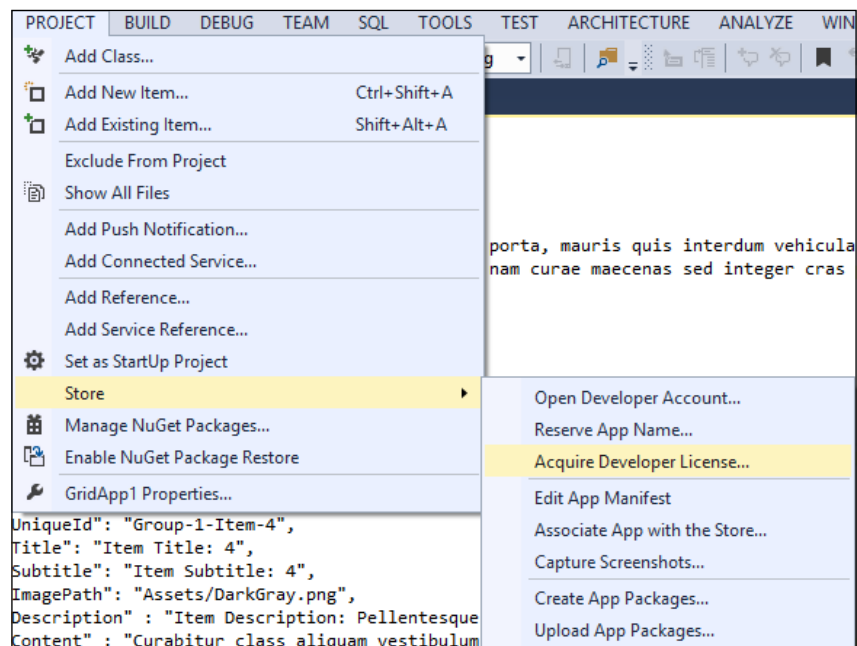 PROJECT BUILD DEBUG TEAM SQL TOOLS TEST ARCHITECTURE ANALYZE WIN
Add Class...
g
Add New Item... Ctrl+Shift+A
Add Existing Item... Shift+Alt+A
Exclude From Project
Show All Files
Add Push Notification...
porta, mauris quis interdum vehicula
Add Connected Service...
nam curae maecenas sed integer cras
Add Reference...
Add Service Reference...
Set as StartUp Project
Store
Manage NuGet Packages...
Enable NuGet Package Restore
GridApp1 Properties...
Open Developer Account...
Reserve App Name...
Acquire Developer License...
Edit App Manifest
Associate App with the Store...
Capture Screenshots...
Create App Packages...
Upload App Packages...
UniqueId": "Group-1-Item-4",
Title": "Item Title: 4",
Subtitle": "Item Subtitle: 4",
ImagePath": "Assets/DarkGray.png",
Description" : "Item Description: Pellentesque
Content" : "Curabitur class aliquam vestibulum